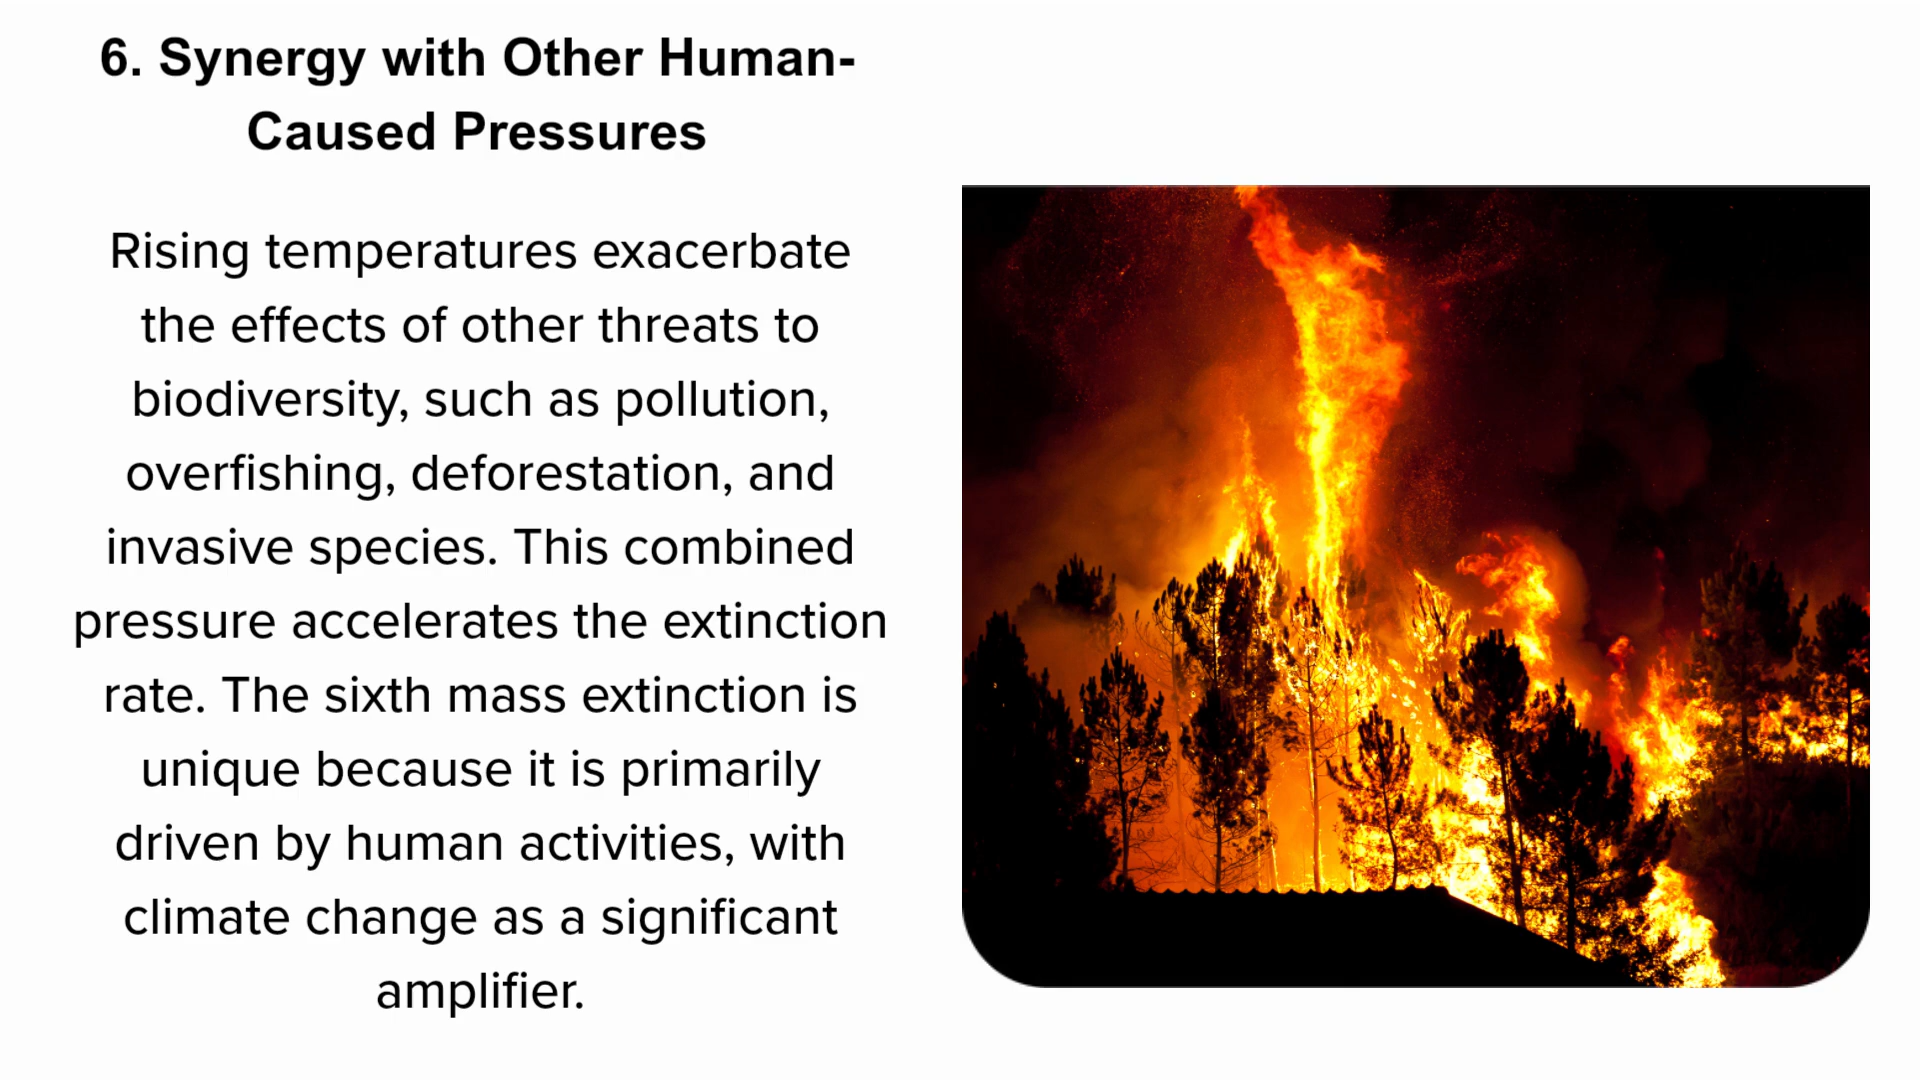 6. Synergy with Other Human-
Caused Pressures
Rising temperatures exacerbate
the effects of other threats to
biodiversity, such as pollution,
overfishing, deforestation, and
invasive species. This combined
pressure accelerates the extinction
rate. The sixth mass extinction is
unique because it is primarily
driven by human activities, with
climate change as a significant
amplifier.